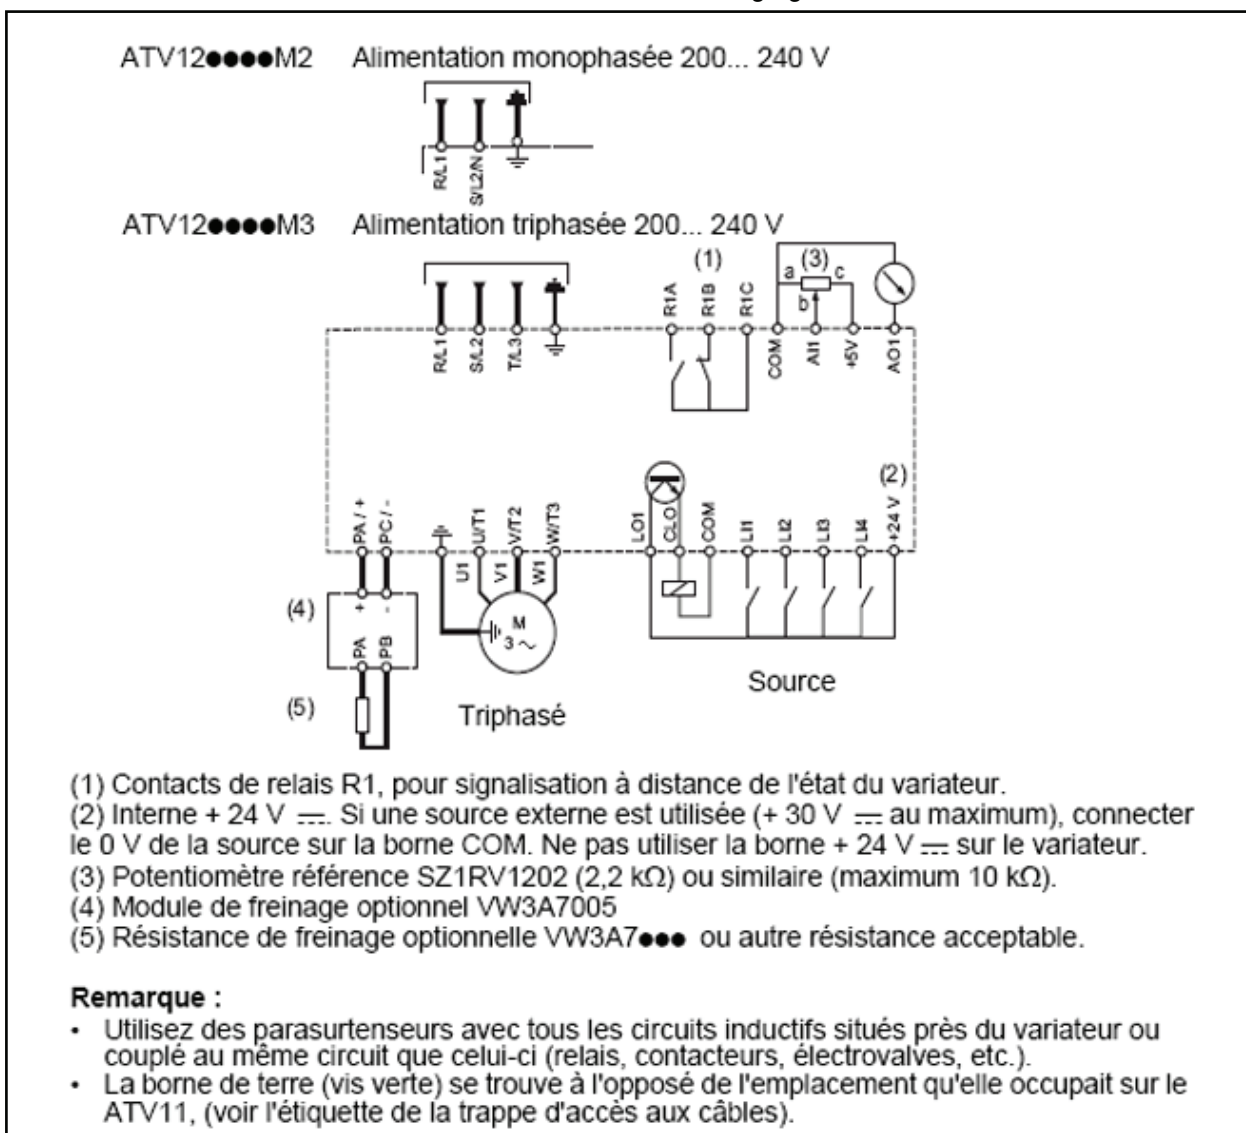 ATV12●●●●M2 Alimentation monophasée 200... 240 V
R/L1 S/L2/N
ATV12●●●●M3 Alimentation triphasée 200... 240 V
(1) (3)
a c
b
R1A R1B R1C
R/L1 S/L2 T/L3 COM AI1 +5V AO1
(2)
PA / + PC / - U/T1 V/T2 W/T3 LO1 CLO COM LI1 LI2 LI3 LI4 +24 V
U1 V1 W1
(4) + -
M
3 ~
PA PB
Source
(5) Triphasé
(1) Contacts de relais R1, pour signalisation à distance de l'état du variateur.
(2) Interne + 24 V ⎓. Si une source externe est utilisée (+ 30 V ⎓ au maximum), connecter
le 0 V de la source sur la borne COM. Ne pas utiliser la borne + 24 V ⎓ sur le variateur.
(3) Potentiomètre référence SZ1RV1202 (2,2 kΩ) ou similaire (maximum 10 kΩ).
(4) Module de freinage optionnel VW3A7005
(5) Résistance de freinage optionnelle VW3A7●●● ou autre résistance acceptable.
Remarque :
• Utilisez des parasurtenseurs avec tous les circuits inductifs situés près du variateur ou
couplé au même circuit que celui-ci (relais, contacteurs, électrovalves, etc.).
• La borne de terre (vis verte) se trouve à l'opposé de l'emplacement qu'elle occupait sur le
ATV11, (voir l'étiquette de la trappe d'accès aux câbles).